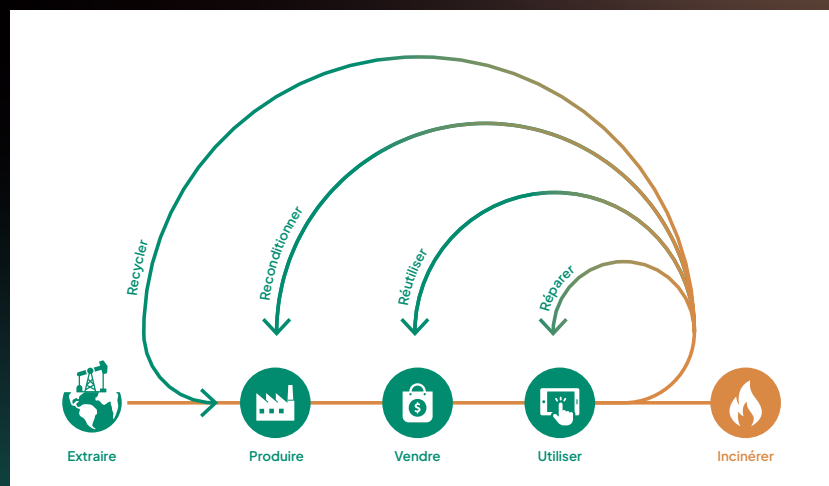 Recycler
Reconditionner
Réutiliser
Réparer
$
Extraire
Produire
Vendre
Utiliser
Incinérer